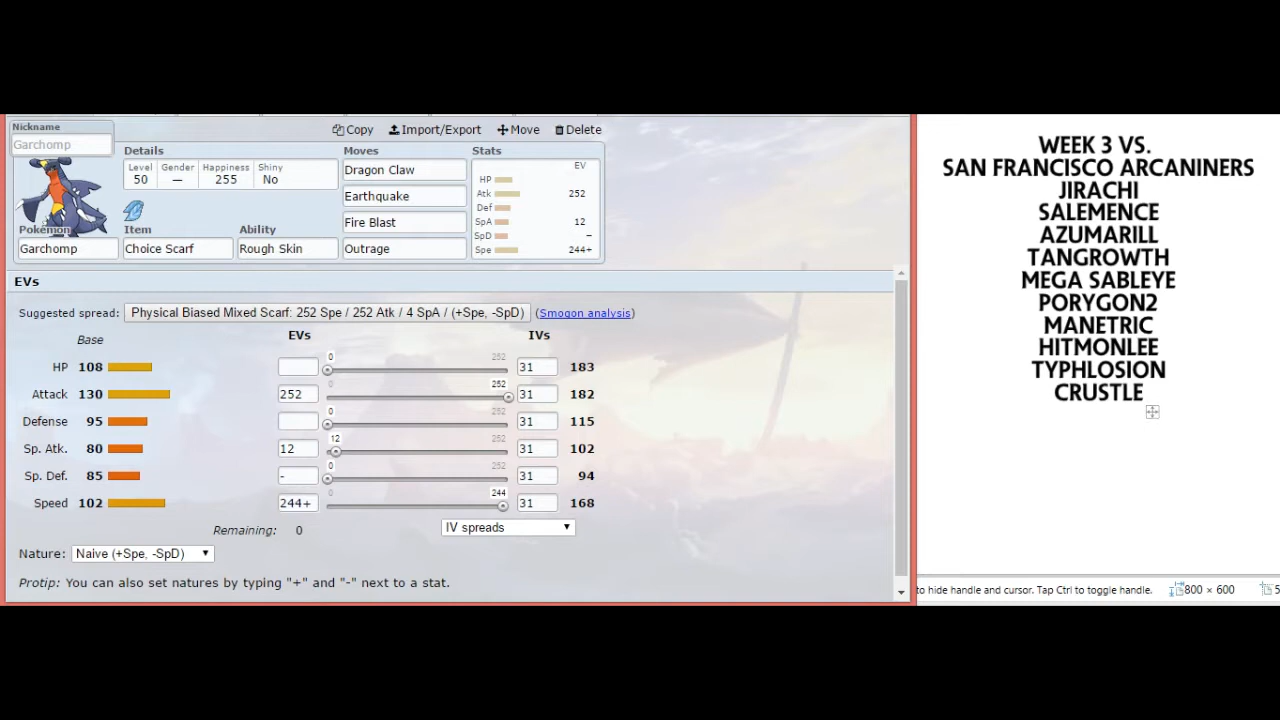 Nickname
Garchomp
Copy Import/Export Move Delete
Details
Level Gender Happiness Shiny
50 — 255 No
Pokémon Item Ability
Garchomp Choice Scarf Rough Skin
Moves
Dragon Claw
Earthquake
Fire Blast
Outrage
Stats
EV
HP
Atk 252
Def
SpA 12
SpD –
Spe 244+
EVs
Suggested spread: Physical Biased Mixed Scarf: 252 Spe / 252 Atk / 4 SpA / (+Spe, -SpD) (Smogon analysis)
Base EVs IVs
HP 108 0 252 31 183
Attack 130 252 0 252 31 182
Defense 95 0 252 31 115
Sp. Atk. 80 12 12 252 31 102
Sp. Def. 85 - 0 252 31 94
Speed 102 244+ 0 244 31 168
Remaining: 0 IV spreads
Nature: Naive (+Spe, -SpD)
Protip: You can also set natures by typing "+" and "-" next to a stat.
WEEK 3 VS.
SAN FRANCISCO ARCANINERS
JIRACHI
SALEMENCE
AZUMARILL
TANGROWTH
MEGA SABLEYE
PORYGON2
MANETRIC
HITMONLEE
TYPHLOSION
CRUSTLE
to hide handle and cursor. Tap Ctrl to toggle handle. 800 × 600 5